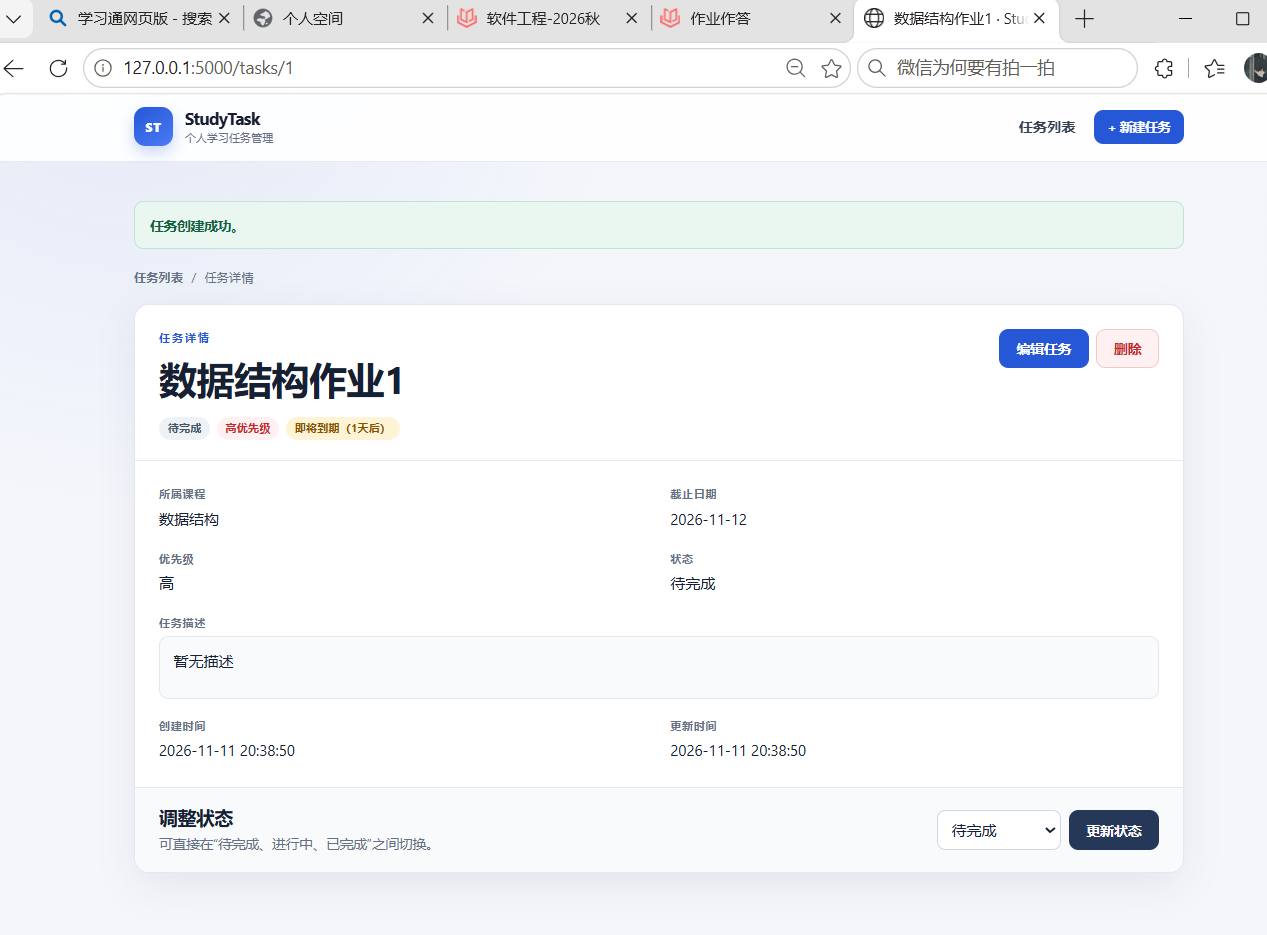 学习通网页版 - 搜索
个人空间
软件工程-2026秋
作业作答
数据结构作业1 · Stu
127.0.0.1:5000/tasks/1
微信为何要有拍一拍
ST
StudyTask
个人学习任务管理
任务列表
+ 新建任务
任务创建成功。
任务列表 / 任务详情
任务详情
数据结构作业1
编辑任务
删除
待完成
高优先级
即将到期（1天后）
所属课程
数据结构
截止日期
2026-11-12
优先级
高
状态
待完成
任务描述
暂无描述
创建时间
2026-11-11 20:38:50
更新时间
2026-11-11 20:38:50
调整状态
可直接在“待完成、进行中、已完成”之间切换。
待完成
更新状态